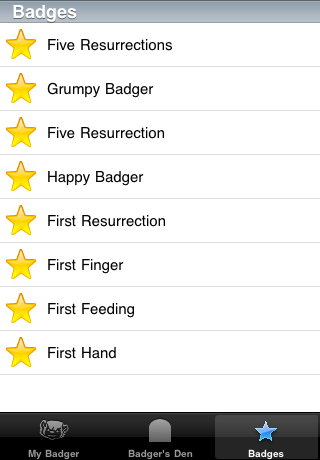 Badges
Five Resurrections
Grumpy Badger
Five Resurrection
Happy Badger
First Resurrection
First Finger
First Feeding
First Hand
My Badger
Badger's Den
Badges